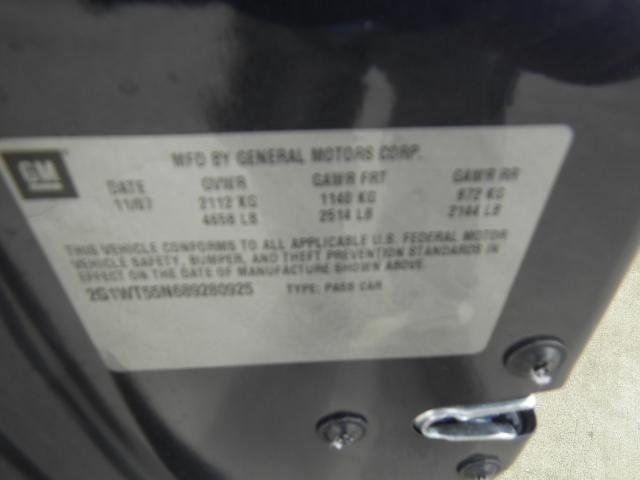 GM
MFD BY GENERAL MOTORS CORP.
DATE GVWR GAWR FRT GAWR RR
11/07 2112 KG 1140 KG 972 KG
4658 LB 2514 LB 2144 LB
THIS VEHICLE CONFORMS TO ALL APPLICABLE U.S. FEDERAL MOTOR
VEHICLE SAFETY, BUMPER, AND THEFT PREVENTION STANDARDS IN
EFFECT ON THE DATE OF MANUFACTURE SHOWN ABOVE.
2G1WT55N689280925 TYPE: PASS CAR